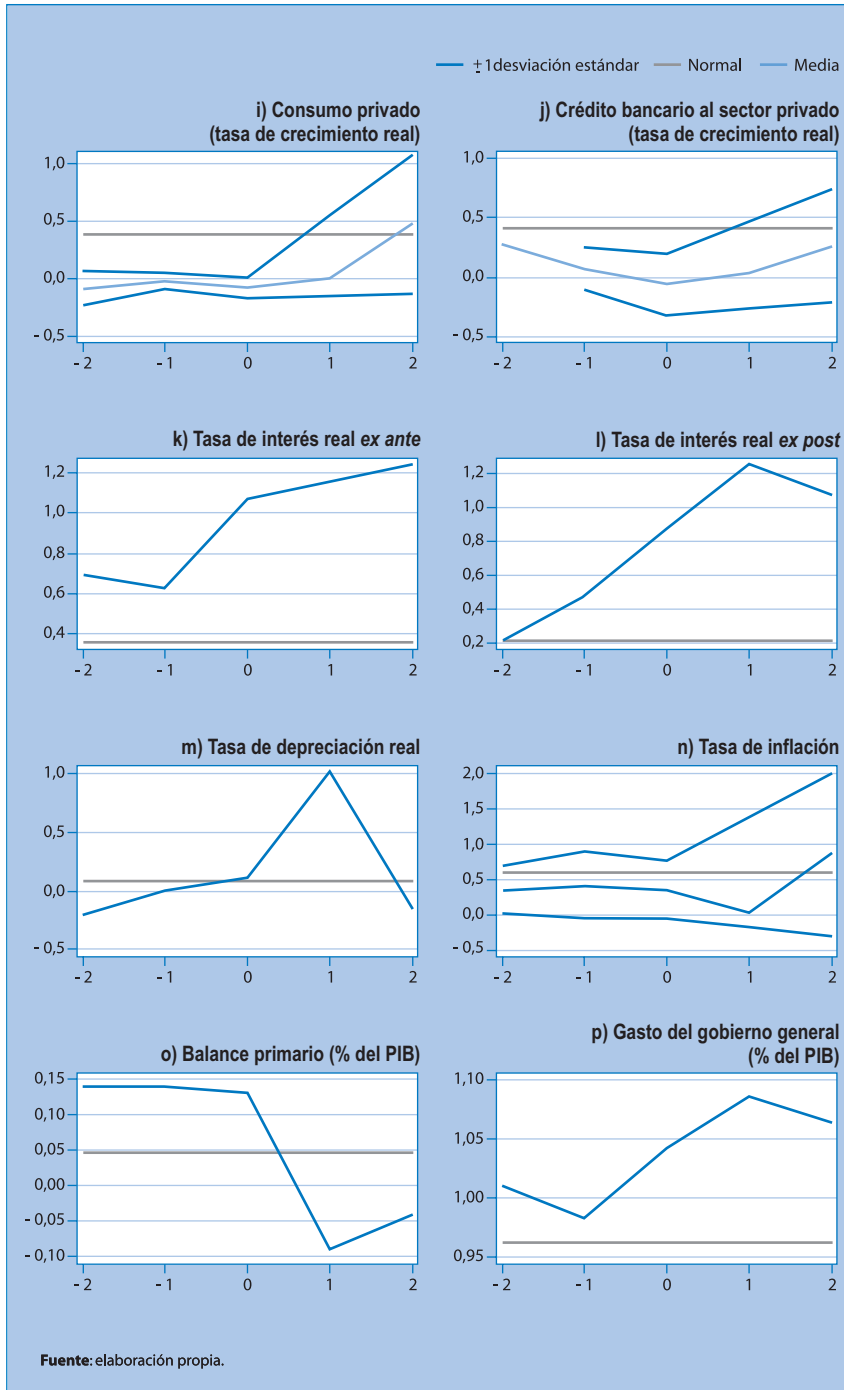 ± 1 desviación estándar Normal Media
i) Consumo privado
(tasa de crecimiento real)
1,0
0,5
0,0
- 0,5
- 2 - 1 0 1 2
j) Crédito bancario al sector privado
(tasa de crecimiento real)
1,0
0,5
0,0
- 0,5
- 2 - 1 0 1 2
k) Tasa de interés real ex ante
1,2
1,0
0,8
0,6
0,4
- 2 - 1 0 1 2
l) Tasa de interés real ex post
1,2
1,0
0,8
0,6
0,4
0,2
- 2 - 1 0 1 2
m) Tasa de depreciación real
1,0
0,5
0,0
- 0,5
- 2 - 1 0 1 2
n) Tasa de inflación
2,0
1,5
1,0
0,5
0,0
- 0,5
- 2 - 1 0 1 2
o) Balance primario (% del PIB)
0,15
0,10
0,05
0,00
- 0,05
- 0,10
- 2 - 1 0 1 2
p) Gasto del gobierno general
(% del PIB)
1,10
1,05
1,00
0,95
- 2 - 1 0 1 2
Fuente: elaboración propia.